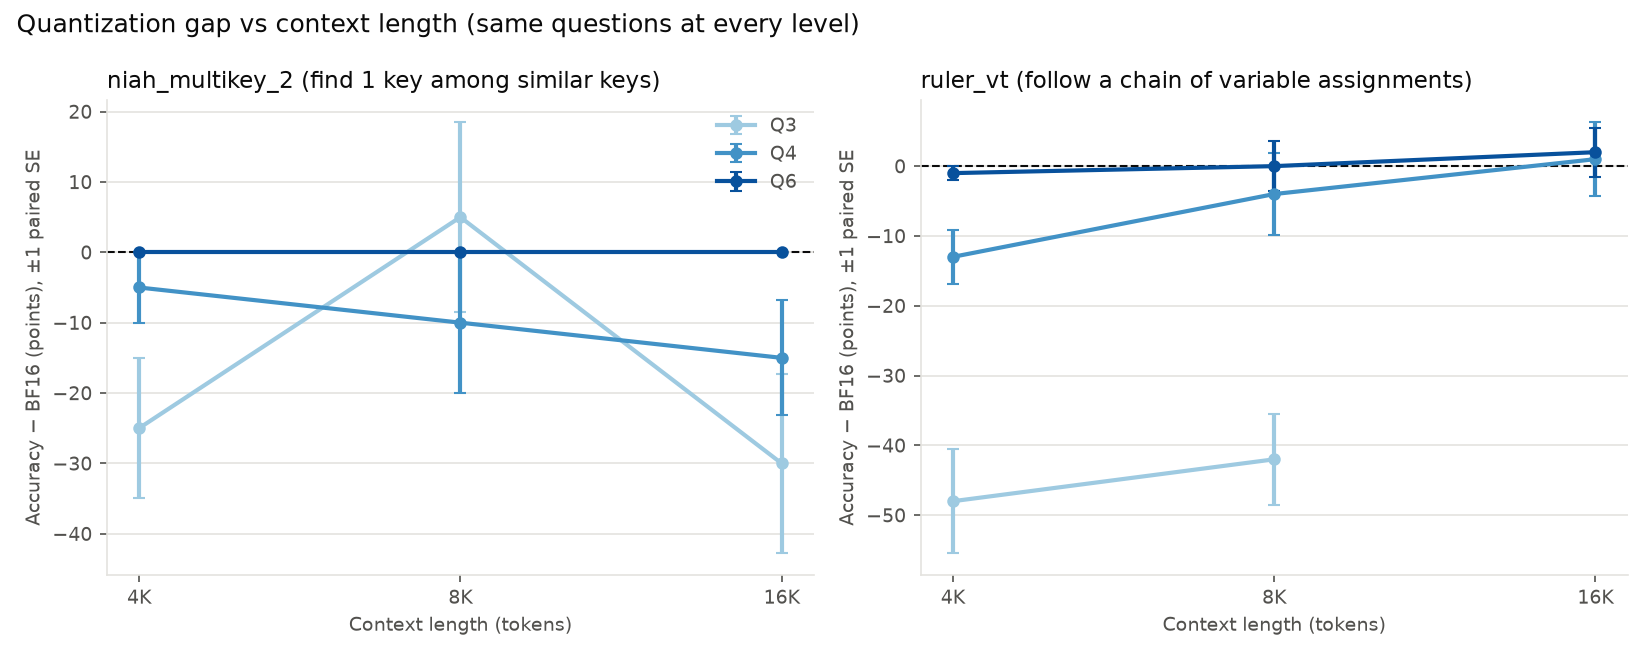 Quantization gap vs context length (same questions at every level)
niah_multikey_2 (find 1 key among similar keys)
Accuracy − BF16 (points), ±1 paired SE
20
10
0
−10
−20
−30
−40
Q3
Q4
Q6
4K
8K
16K
Context length (tokens)
ruler_vt (follow a chain of variable assignments)
Accuracy − BF16 (points), ±1 paired SE
0
−10
−20
−30
−40
−50
4K
8K
16K
Context length (tokens)